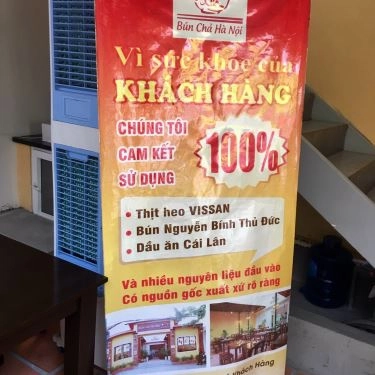 Bún Chả Hà Nội
Vì sức khỏe của
KHÁCH HÀNG
CHÚNG TÔI
CAM KẾT
SỬ DỤNG
100%
• Thịt heo VISSAN
• Bún Nguyễn Bính Thủ Đức
• Dầu ăn Cái Lân
Và nhiều nguyên liệu đầu vào
Có nguồn gốc xuất xứ rõ ràng
Khách Hàng